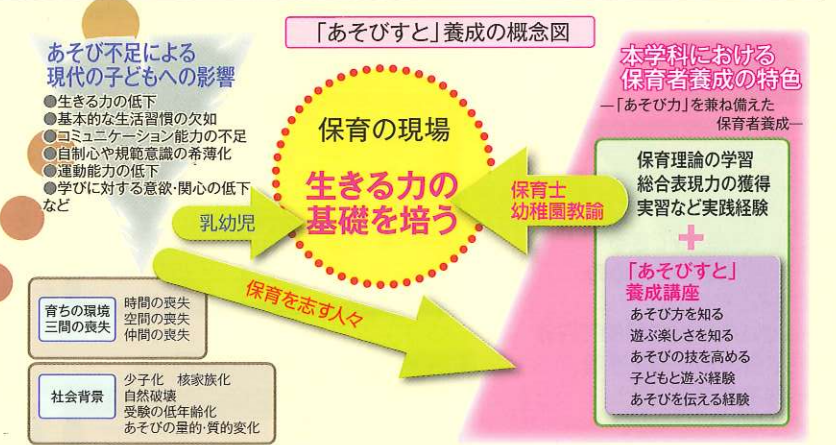 「あそびすと」養成の概念図
あそび不足による
現代の子どもへの影響
●生きる力の低下
●基本的な生活習慣の欠如
●コミュニケーション能力の不足
●自制心や規範意識の希薄化
●運動能力の低下
●学びに対する意欲・関心の低下
など
乳幼児
保育の現場
生きる力の
基礎を培う
保育士
幼稚園教諭
保育を志す人々
育ちの環境
三間の喪失
時間の喪失
空間の喪失
仲間の喪失
社会背景
少子化 核家族化
自然破壊
受験の低年齢化
あそびの量的・質的変化
本学科における
保育者養成の特色
―「あそび力」を兼ね備えた
保育者養成―
保育理論の学習
総合表現力の獲得
実習など実践経験
+
「あそびすと」
養成講座
あそび方を知る
遊ぶ楽しさを知る
あそびの技を高める
子どもと遊ぶ経験
あそびを伝える経験